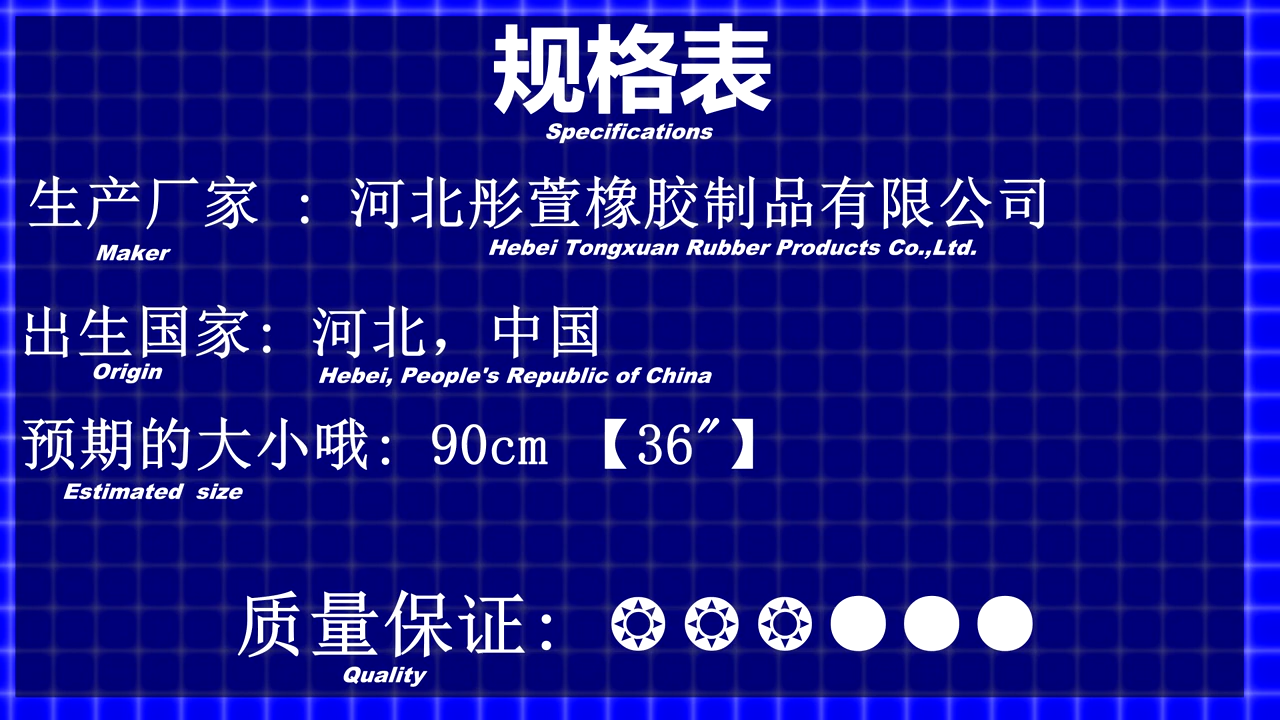 规格表
Specifications
生产厂家 : 河北彤萱橡胶制品有限公司
Maker
Hebei Tongxuan Rubber Products Co.,Ltd.
出生国家: 河北，中国
Origin
Hebei, People's Republic of China
预期的大小哦: 90cm 【36″】
Estimated size
质量保证:
Quality